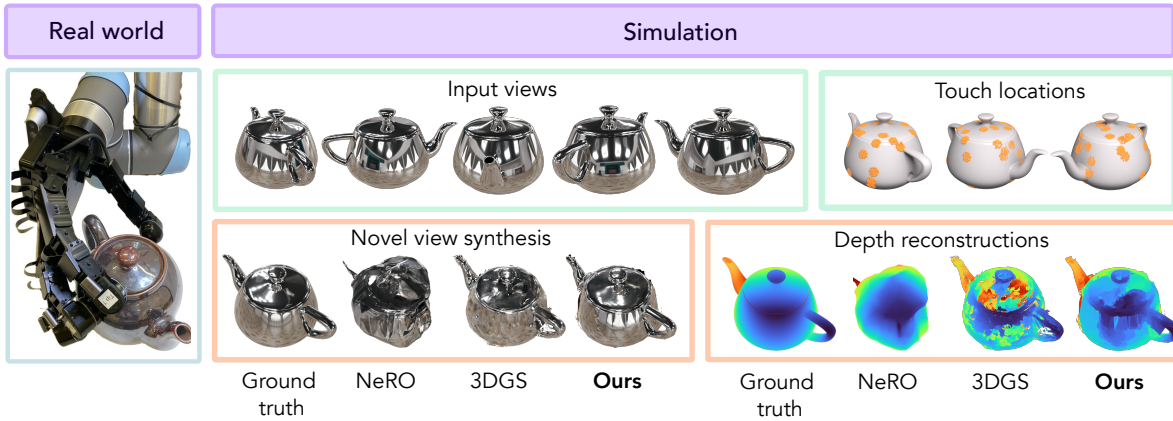 Real world
Simulation
Input views
Touch locations
Novel view synthesis
Depth reconstructions
Ground
truth
NeRO
3DGS
Ours
Ground
truth
NeRO
3DGS
Ours